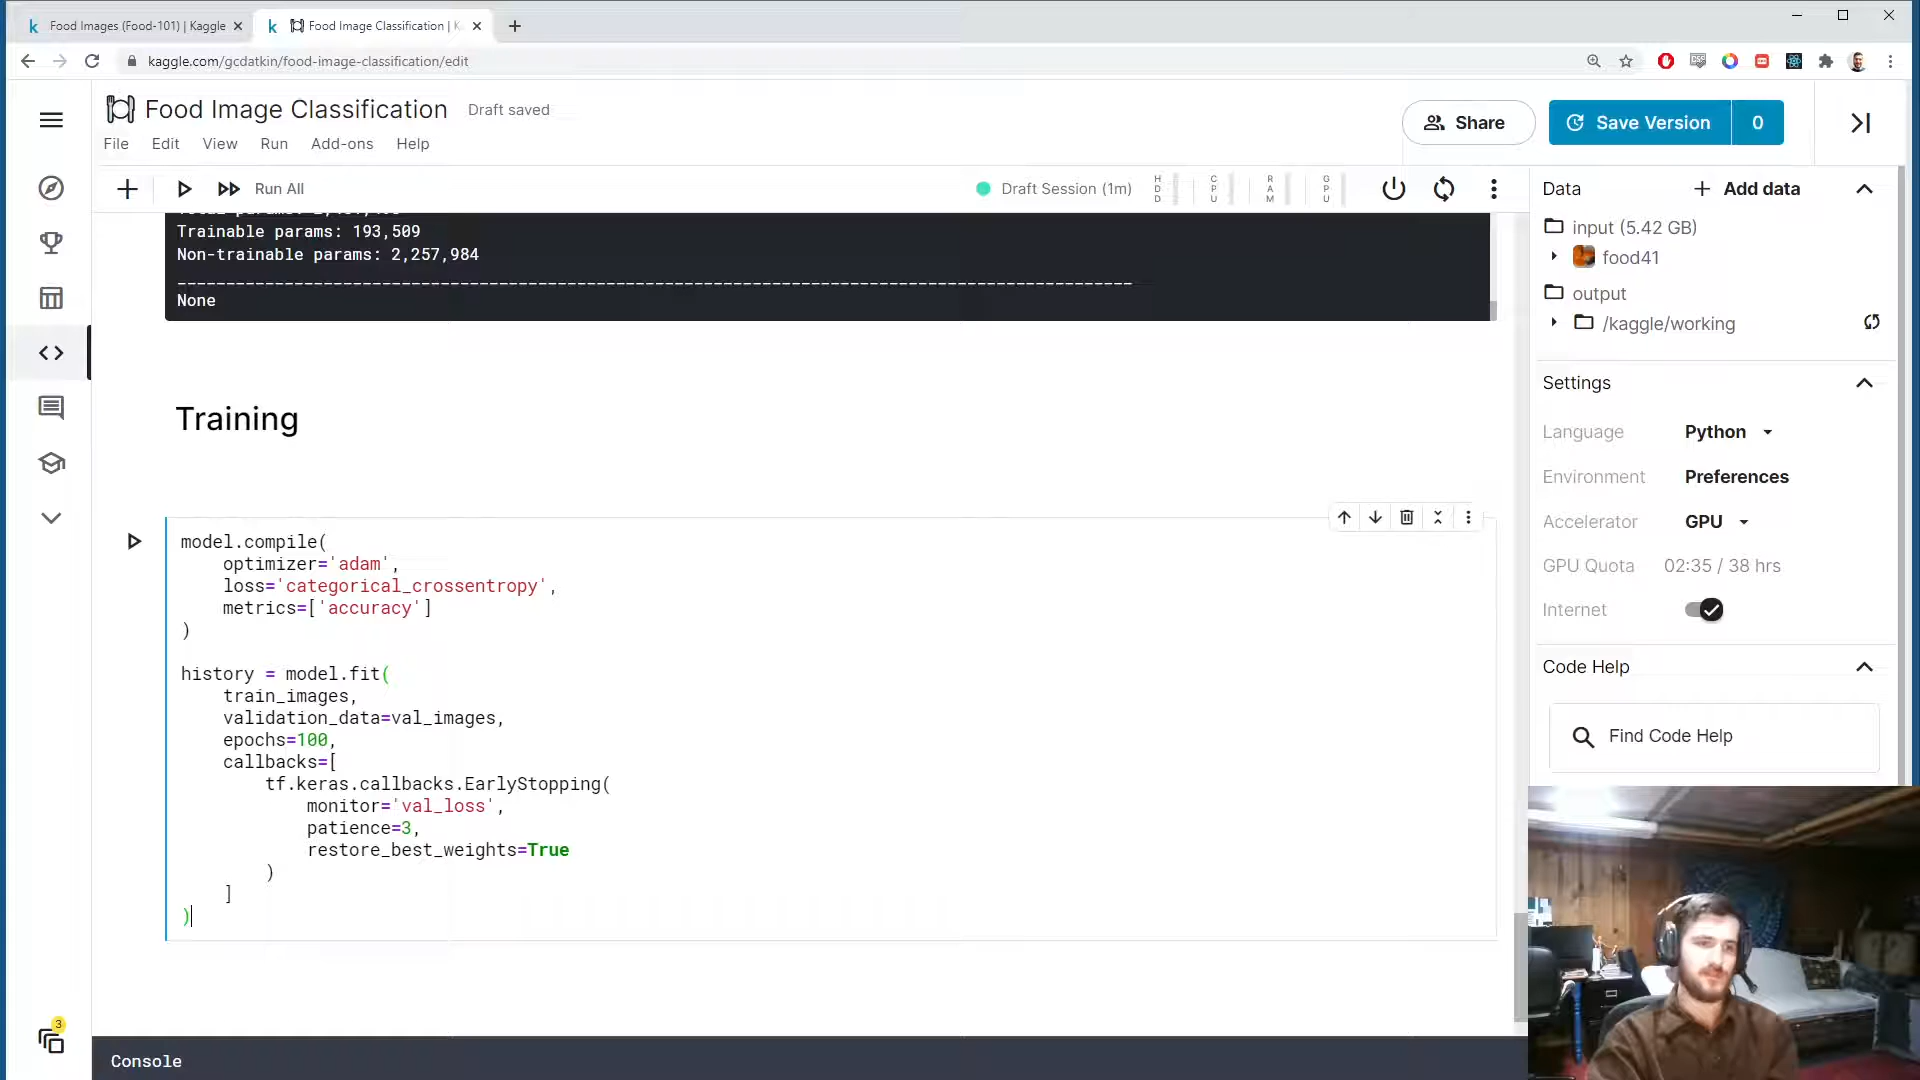 Food Images (Food-101) | Kaggle
Food Image Classification | K
kaggle.com/gcdatkin/food-image-classification/edit
Food Image Classification
Draft saved
Share
Save Version
0
File
Edit
View
Run
Add-ons
Help
Run All
Draft Session (1m)
HDD
CPU
RAM
GPU
Trainable params: 193,509
Non-trainable params: 2,257,984
None
Training
model.compile(
optimizer='adam',
loss='categorical_crossentropy',
metrics=['accuracy']
)
history = model.fit(
train_images,
validation_data=val_images,
epochs=100,
callbacks=[
tf.keras.callbacks.EarlyStopping(
monitor='val_loss',
patience=3,
restore_best_weights=True
)
]
)
Data
Add data
input (5.42 GB)
food41
output
/kaggle/working
Settings
Language
Python
Environment
Preferences
Accelerator
GPU
GPU Quota
02:35 / 38 hrs
Internet
Code Help
Find Code Help
3
Console